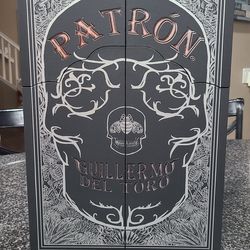 PATRÓN
GUILLERMO
DEL TORO